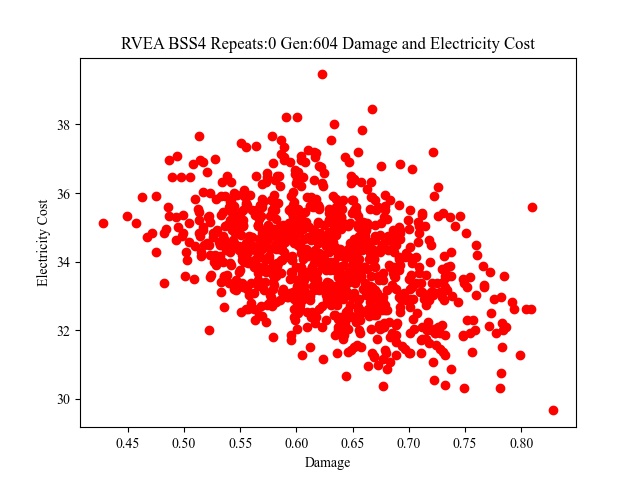 RVEA BSS4 Repeats:0 Gen:604 Damage and Electricity Cost
38
36
34
32
30
Electricity Cost
0.45 0.50 0.55 0.60 0.65 0.70 0.75 0.80
Damage